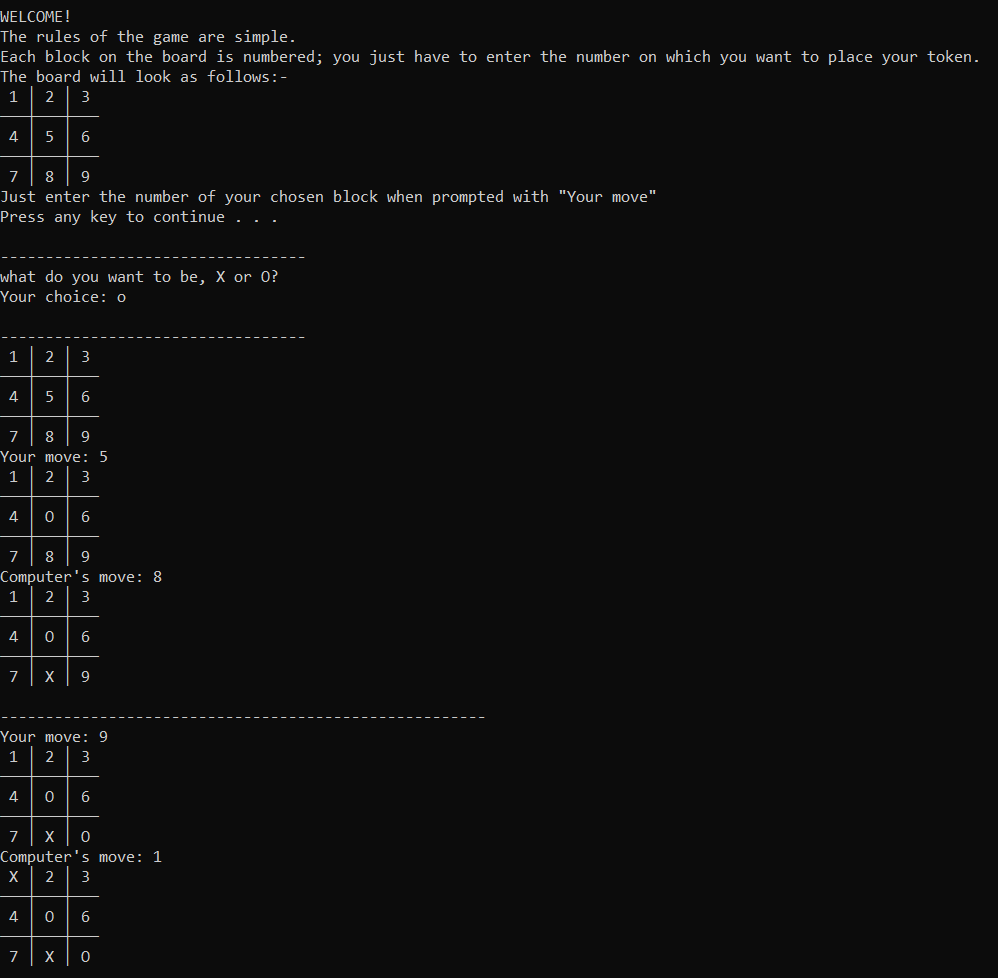 WELCOME!
The rules of the game are simple.
Each block on the board is numbered; you just have to enter the number on which you want to place your token.
The board will look as follows:-
1 | 2 | 3
4 | 5 | 6
7 | 8 | 9
Just enter the number of your chosen block when prompted with "Your move"
Press any key to continue . . .
----------------------------------
what do you want to be, X or O?
Your choice: o
----------------------------------
1 | 2 | 3
4 | 5 | 6
7 | 8 | 9
Your move: 5
1 | 2 | 3
4 | O | 6
7 | 8 | 9
Computer's move: 8
1 | 2 | 3
4 | O | 6
7 | X | 9
------------------------------------------------------
Your move: 9
1 | 2 | 3
4 | O | 6
7 | X | O
Computer's move: 1
X | 2 | 3
4 | O | 6
7 | X | O